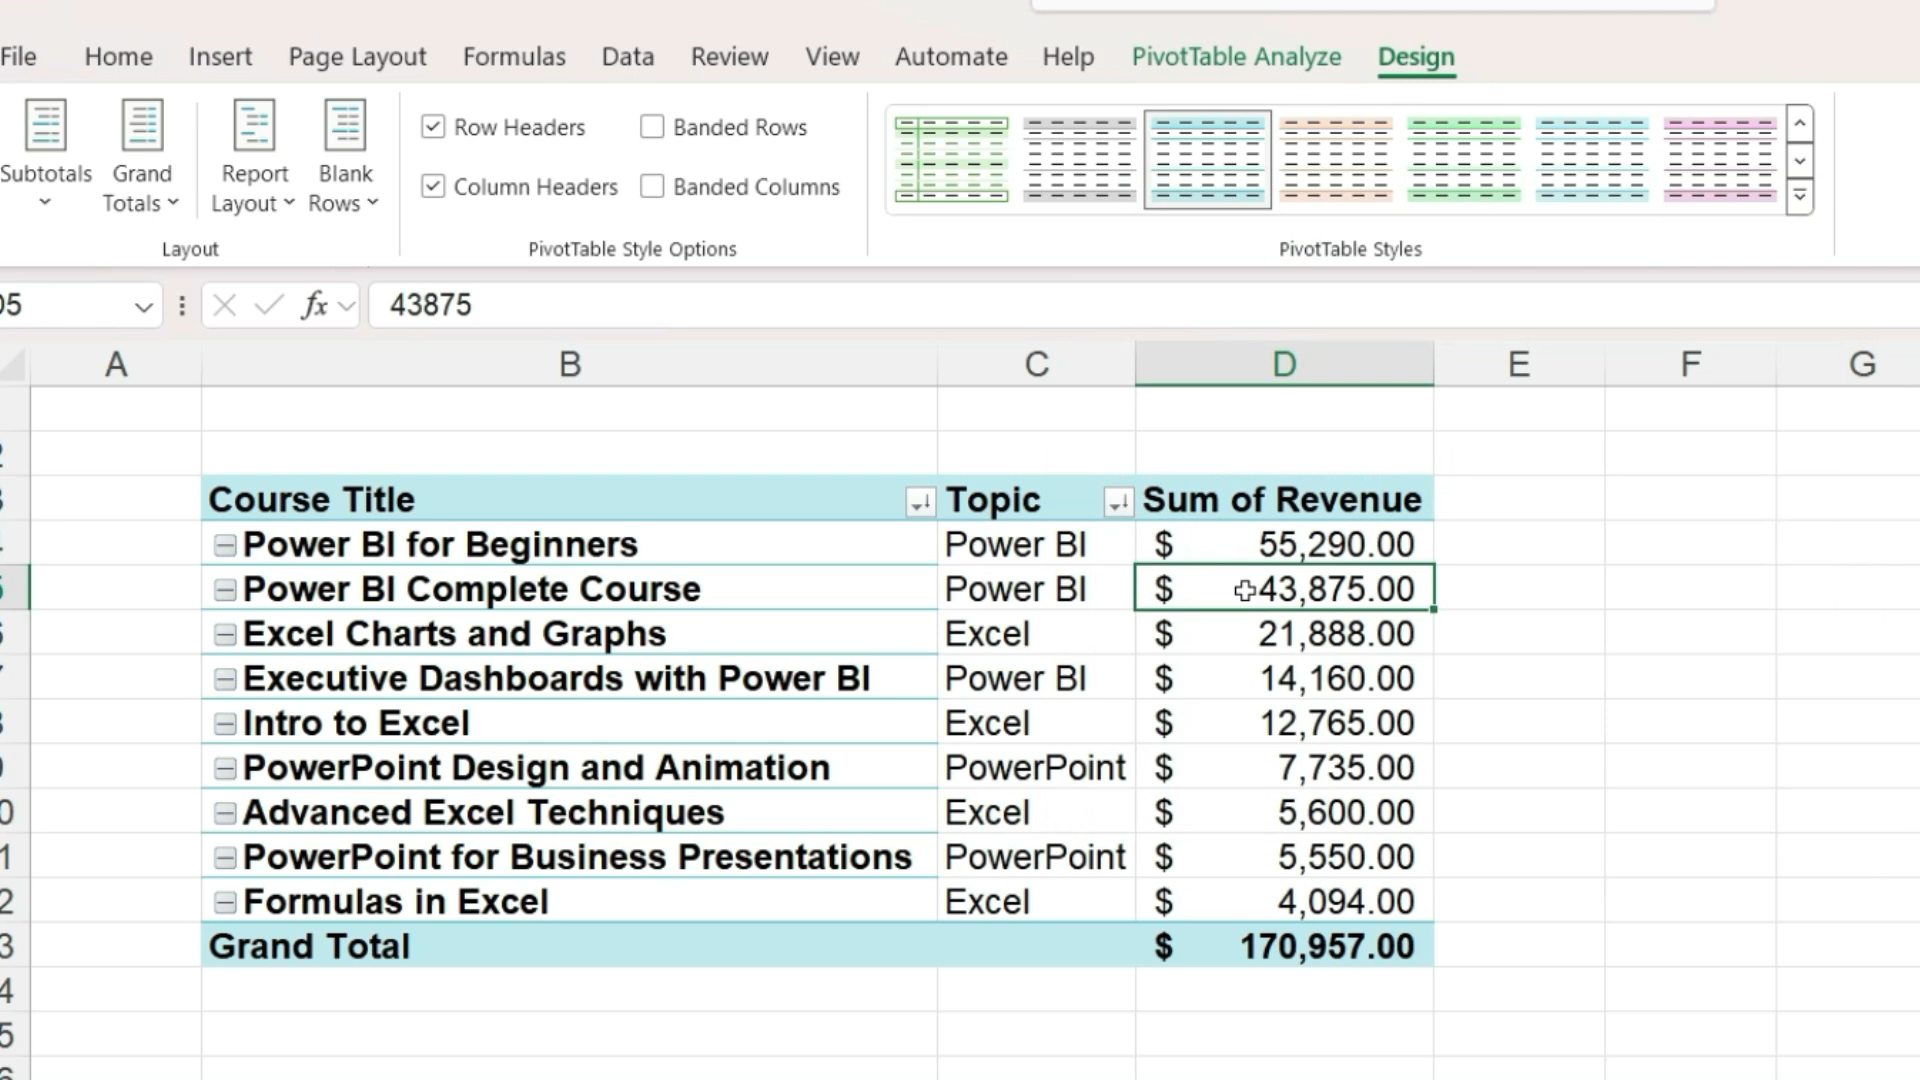 File Home Insert Page Layout Formulas Data Review View Automate Help PivotTable Analyze Design
Subtotals
Grand Totals
Report Layout
Blank Rows
Layout
Row Headers
Banded Rows
Column Headers
Banded Columns
PivotTable Style Options
PivotTable Styles
fx 43875
A B C D E F G
Course Title Topic Sum of Revenue
Power BI for Beginners Power BI $ 55,290.00
Power BI Complete Course Power BI $ 43,875.00
Excel Charts and Graphs Excel $ 21,888.00
Executive Dashboards with Power BI Power BI $ 14,160.00
Intro to Excel Excel $ 12,765.00
PowerPoint Design and Animation PowerPoint $ 7,735.00
Advanced Excel Techniques Excel $ 5,600.00
PowerPoint for Business Presentations PowerPoint $ 5,550.00
Formulas in Excel Excel $ 4,094.00
Grand Total $ 170,957.00